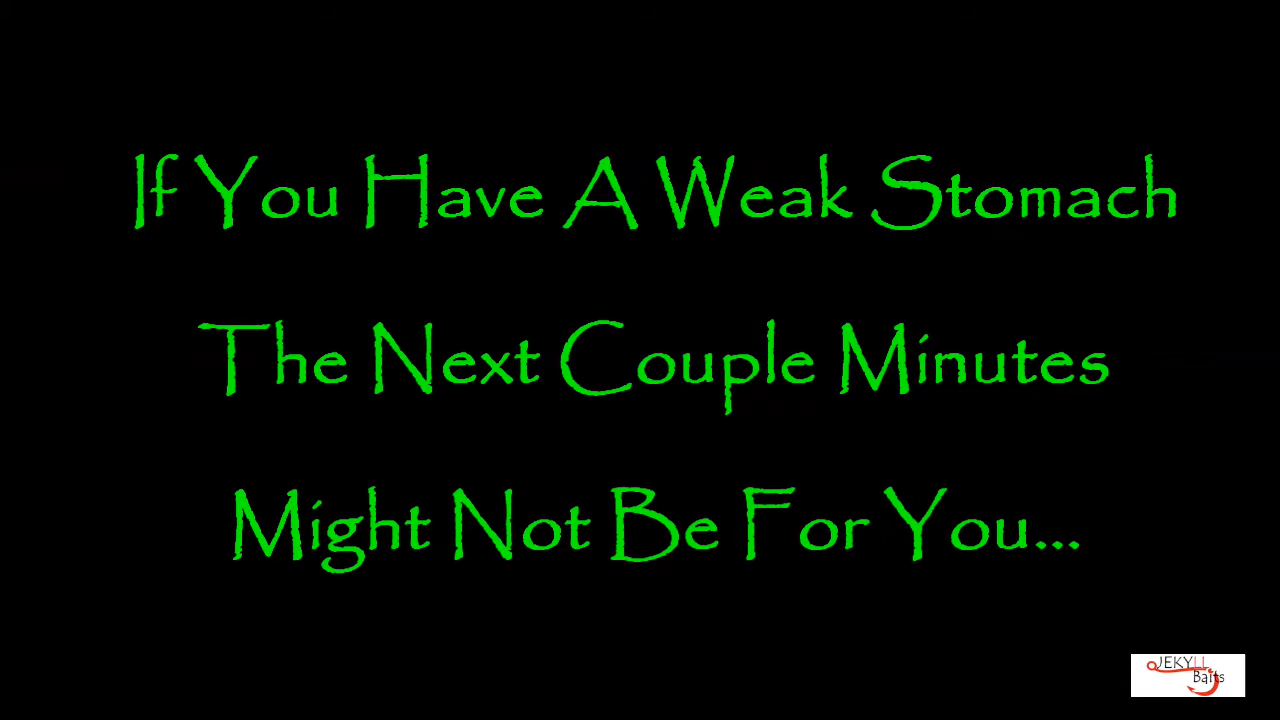 If You Have A Weak Stomach
The Next Couple Minutes
Might Not Be For You...
JEKYLL
Baits